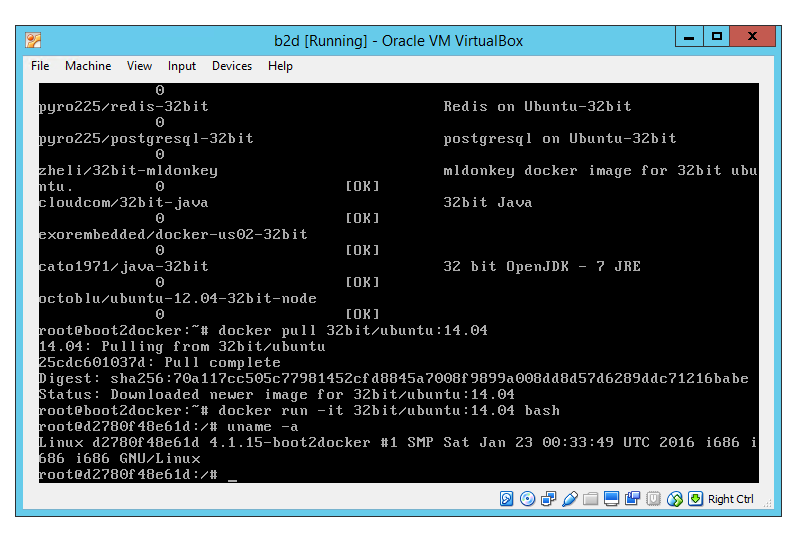 b2d [Running] - Oracle VM VirtualBox
File Machine View Input Devices Help
0
pyro225/redis-32bit Redis on Ubuntu-32bit
0
pyro225/postgresql-32bit postgresql on Ubuntu-32bit
0
zheli/32bit-mldonkey mldonkey docker image for 32bit ubu
ntu. 0 [OK]
cloudcom/32bit-java 32bit Java
0 [OK]
exorembedded/docker-us02-32bit
0 [OK]
cato1971/java-32bit 32 bit OpenJDK - 7 JRE
0 [OK]
octoblu/ubuntu-12.04-32bit-node
0 [OK]
root@boot2docker:~# docker pull 32bit/ubuntu:14.04
14.04: Pulling from 32bit/ubuntu
25cdc601037d: Pull complete
Digest: sha256:70a117cc505c77981452cfd8845a7008f9899a008dd8d57d6289ddc71216babe
Status: Downloaded newer image for 32bit/ubuntu:14.04
root@boot2docker:~# docker run -it 32bit/ubuntu:14.04 bash
root@d2780f48e61d:/# uname -a
Linux d2780f48e61d 4.1.15-boot2docker #1 SMP Sat Jan 23 00:33:49 UTC 2016 i686 i
686 i686 GNU/Linux
root@d2780f48e61d:/# _
Right Ctrl